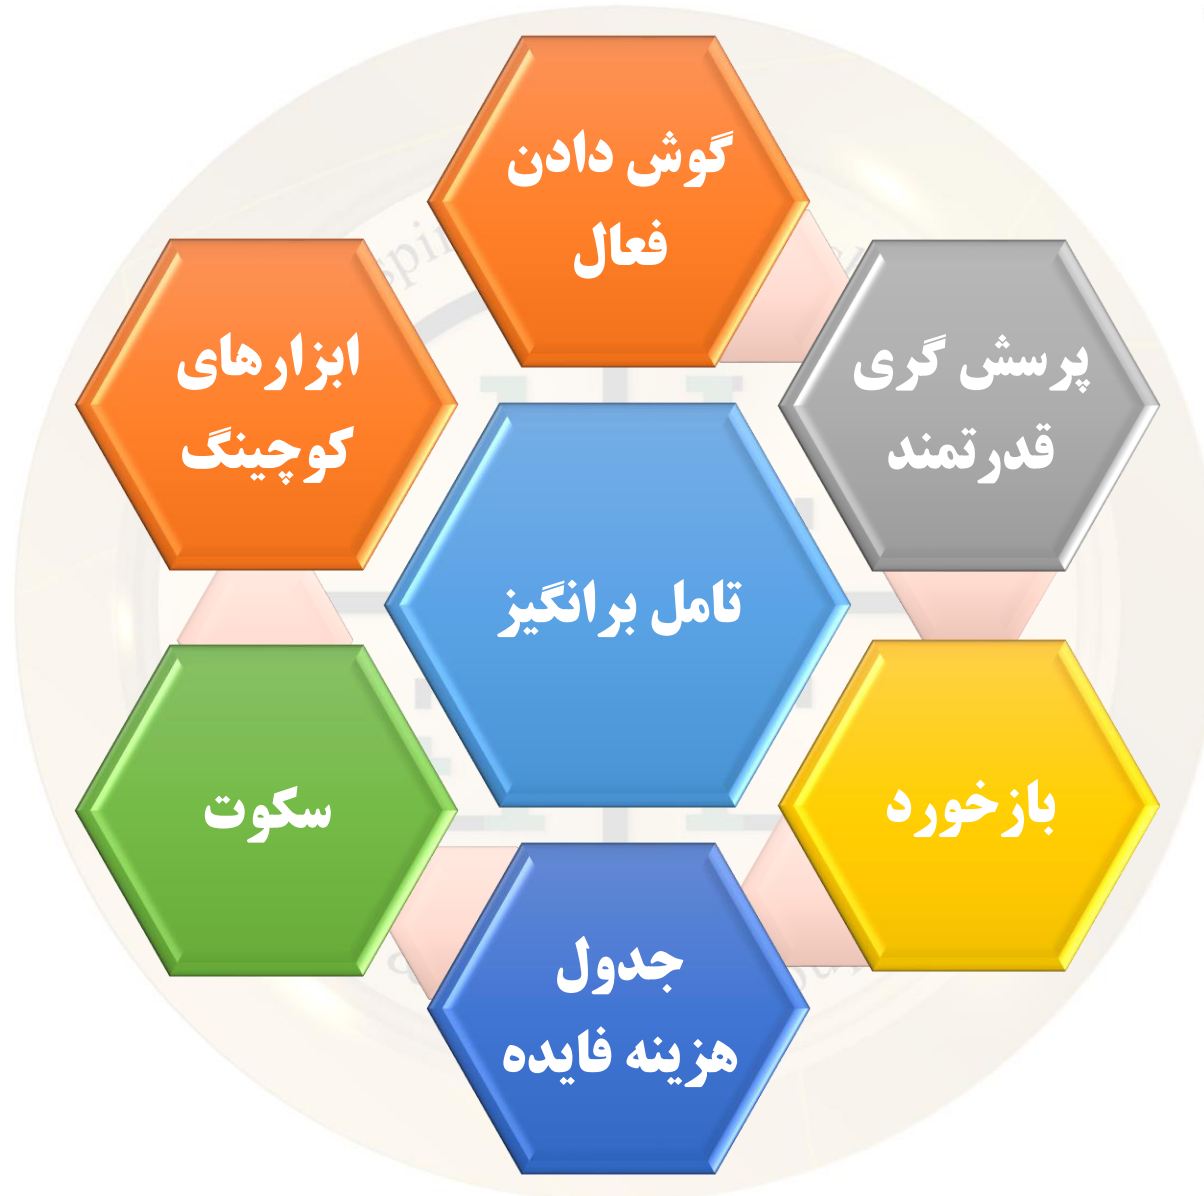 گوش دادن
فعال
پرسش گری
قدرتمند
ابزارهای
کوچینگ
تامل برانگیز
بازخورد
سکوت
جدول
هزینه فایده